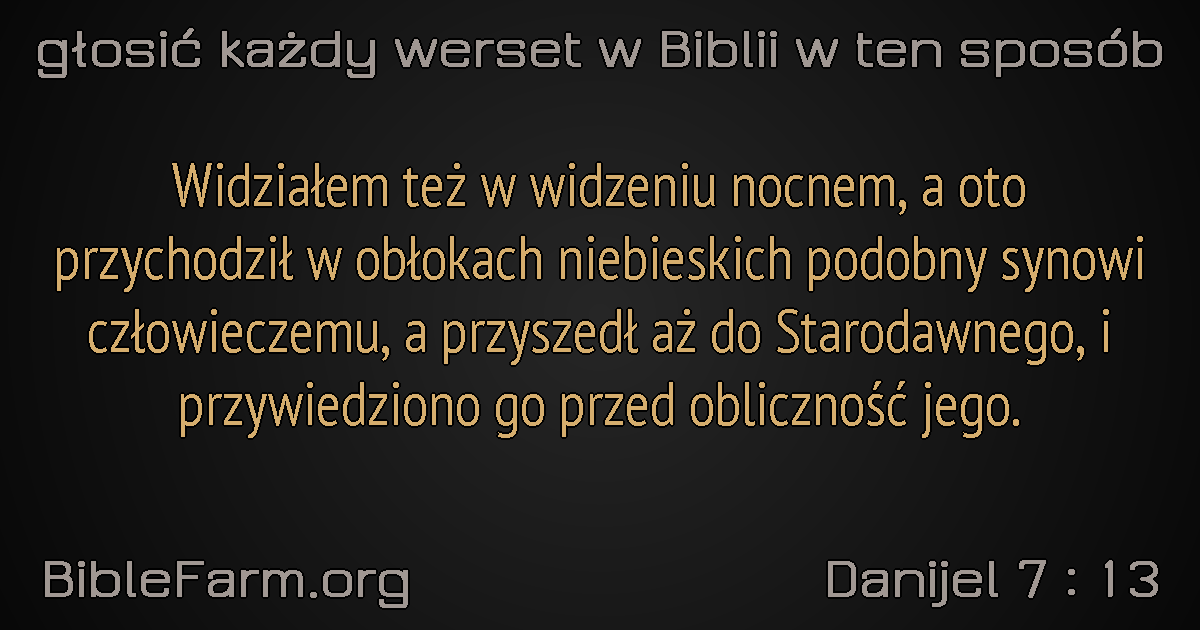 głosić każdy werset w Biblii w ten sposób
Widziałem też w widzeniu nocnem, a oto
przychodził w obłokach niebieskich podobny synowi
człowieczemu, a przyszedł aż do Starodawnego, i
przywiedziono go przed obliczność jego.
BibleFarm.org
Danijel 7 : 13